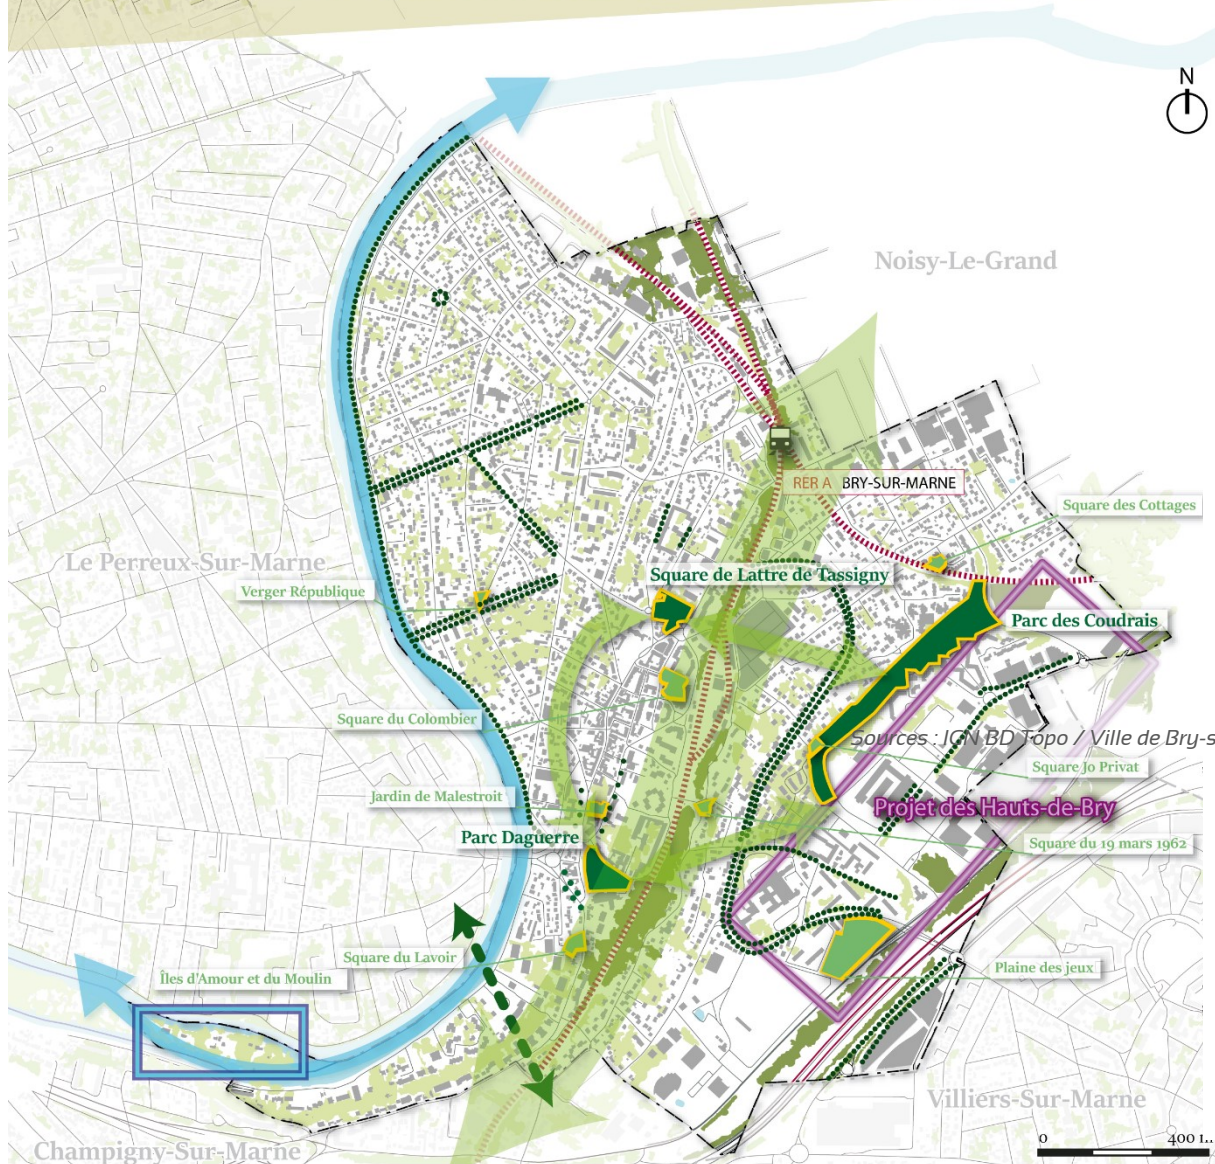 N
Noisy-Le-Grand
RER A BRY-SUR-MARNE
Square des Cottages
Le Perreux-Sur-Marne
Square de Lattre de Tassigny
Verger République
Parc des Coudrais
Square du Colombier
Sources : IGN BD Topo / Ville de Bry-s
Square Jo Privat
Jardin de Malestroit
Projet des Hauts-de-Bry
Parc Daguerre
Square du 19 mars 1962
Square du Lavoir
Plaine des jeux
Îles d'Amour et du Moulin
Villiers-Sur-Marne
Champigny-Sur-Marne
0 400